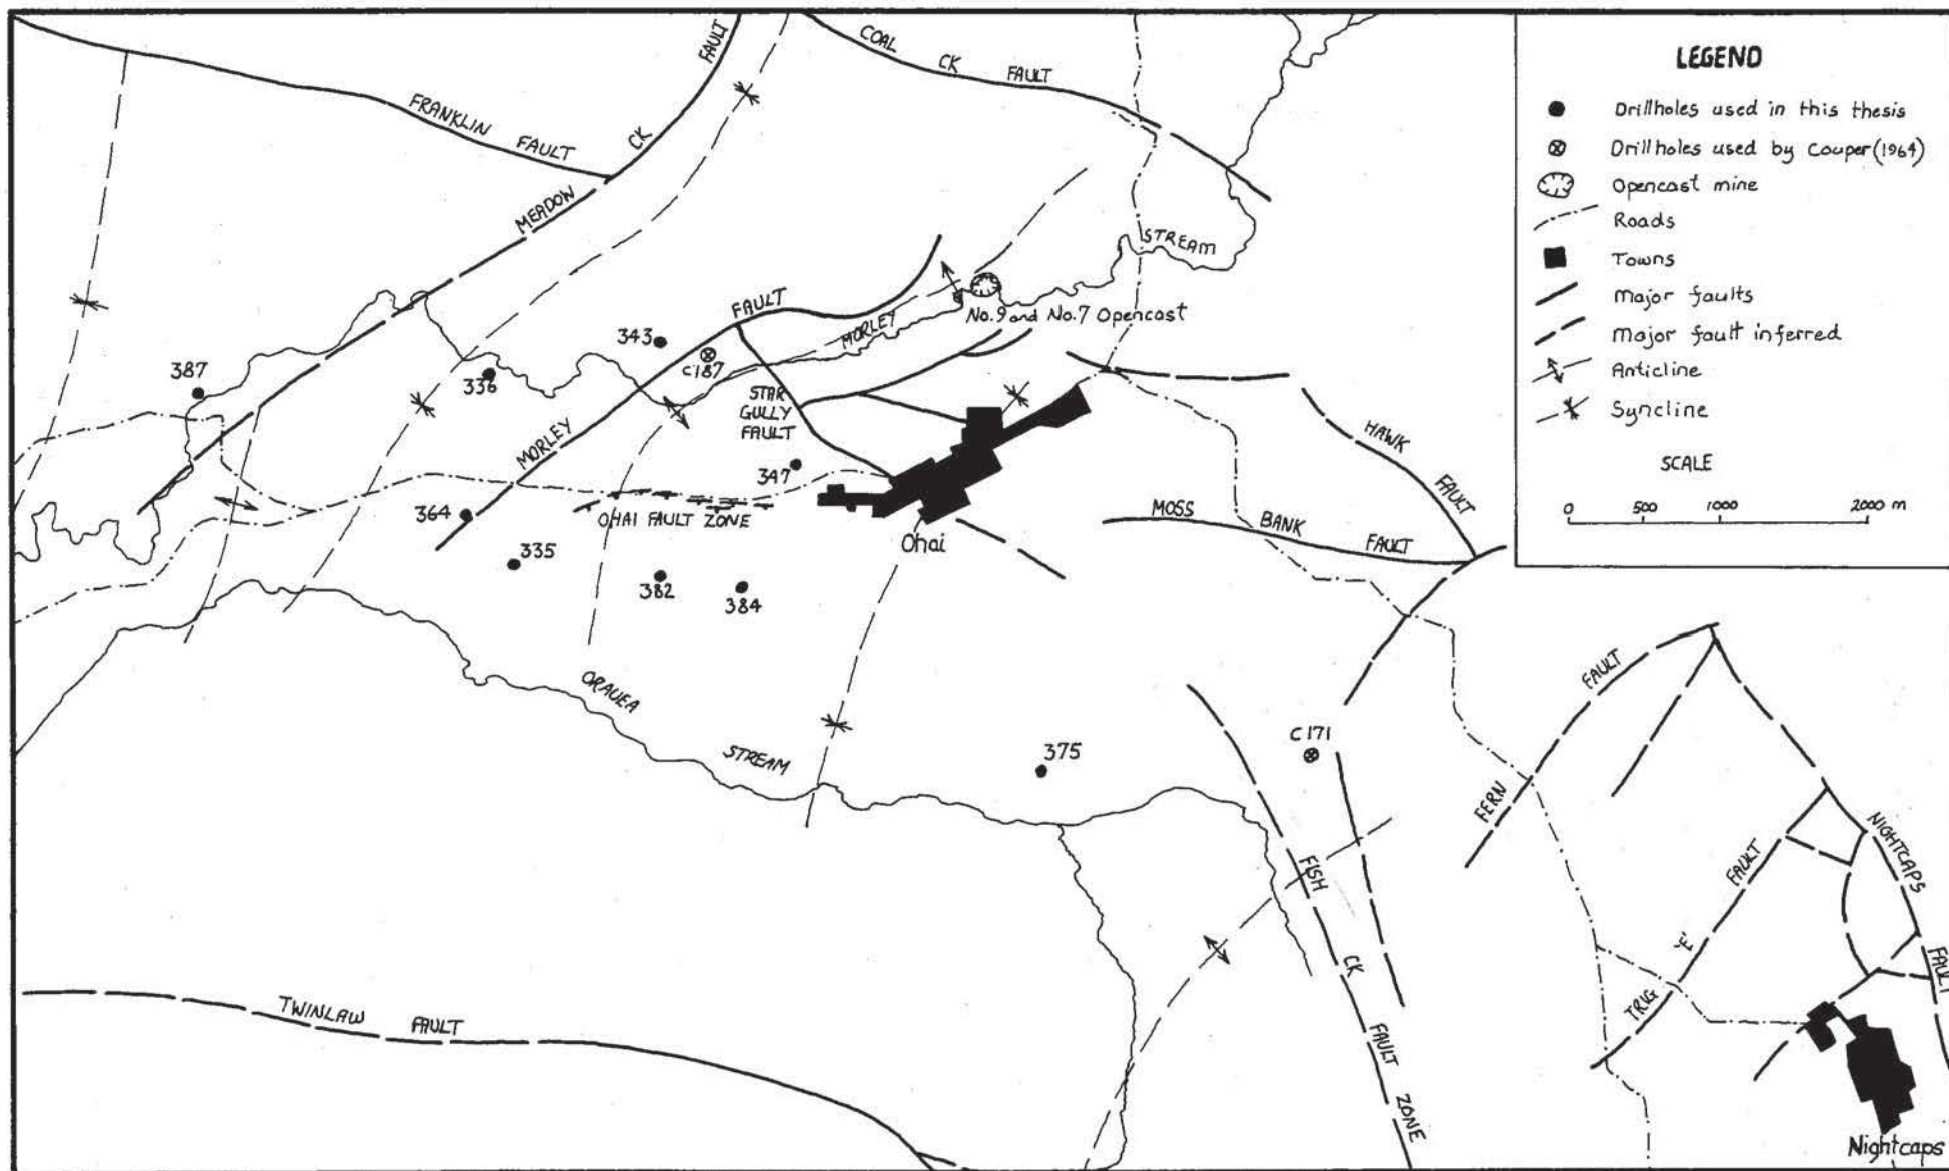 LEGEND
Drillholes used in this thesis
Drillholes used by Couper (1964)
Opencast mine
Roads
Towns
Major faults
Major fault inferred
Anticline
Syncline
SCALE
0 500 1000 2000 m
FRANKLIN FAULT
MEADOW CK FAULT
COAL CK FAULT
STREAM
MORLEY
No.9 and No.7 Opencast
MORLEY FAULT
343
C187
387
336
STAR
GULLY
FAULT
347
364
OHAI FAULT ZONE
335
382
384
Ohai
HAWK FAULT
MOSS BANK FAULT
ORAUEA STREAM
375
C171
FERN FAULT
TRIG 'E' FAULT
NIGHTCAPS FAULT
FISH CK FAULT ZONE
TWINLAW FAULT
Nightcaps